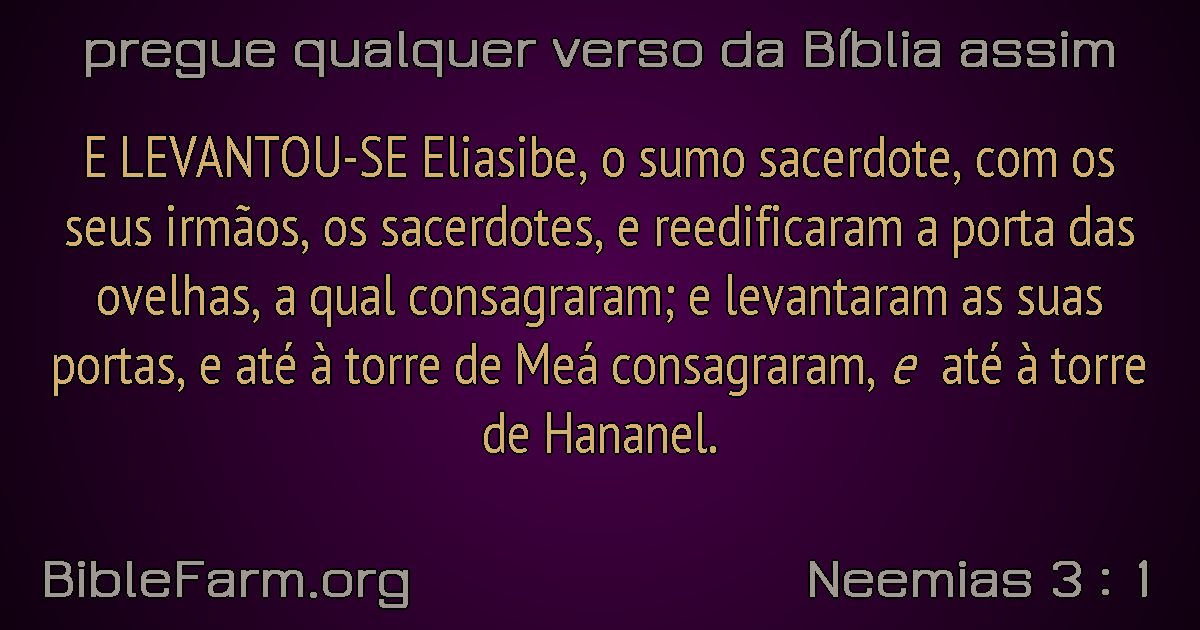 pregue qualquer verso da Bíblia assim
E LEVANTOU-SE Eliasibe, o sumo sacerdote, com os
seus irmãos, os sacerdotes, e reedificaram a porta das
ovelhas, a qual consagraram; e levantaram as suas
portas, e até à torre de Meá consagraram, e até à torre
de Hananel.
BibleFarm.org
Neemias 3 : 1